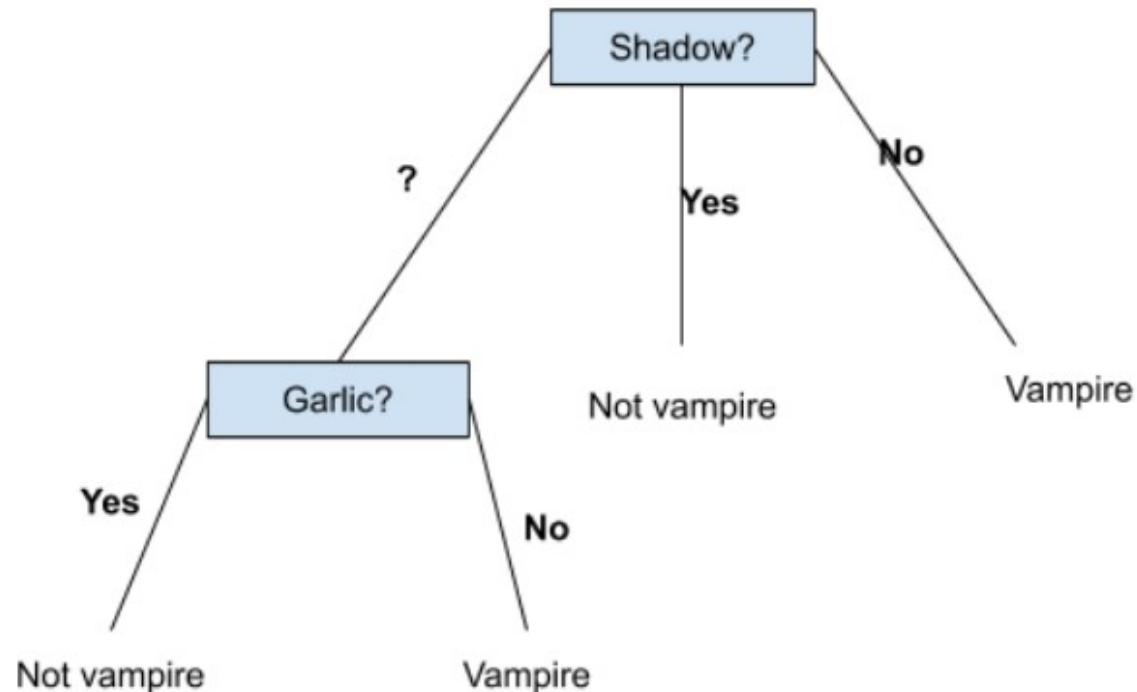 Shadow?
?
Yes
No
Garlic?
Not vampire
Vampire
Yes
No
Not vampire
Vampire